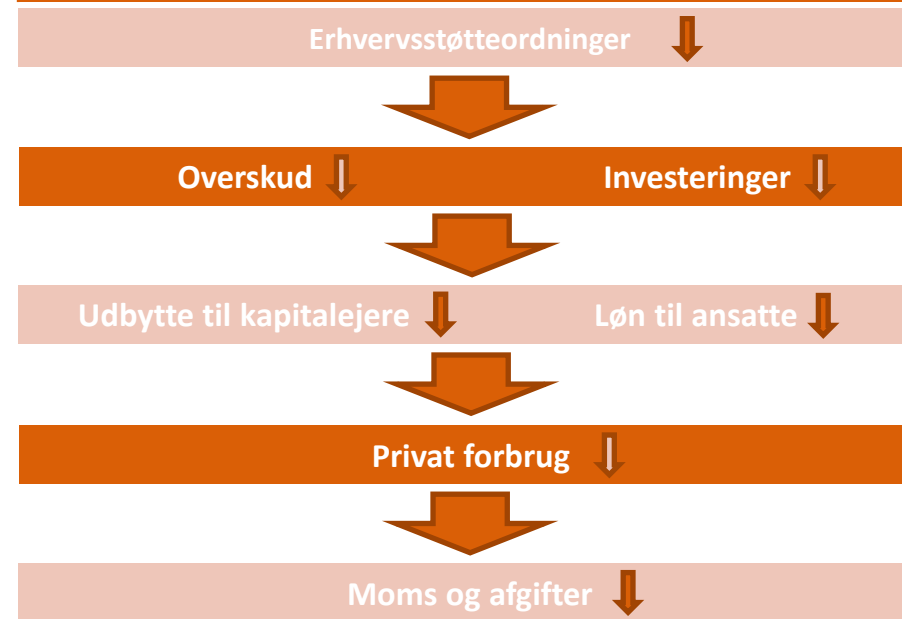 Erhvervsstøtteordninger
Overskud Investeringer
Udbytte til kapitalejere Løn til ansatte
Privat forbrug
Moms og afgifter